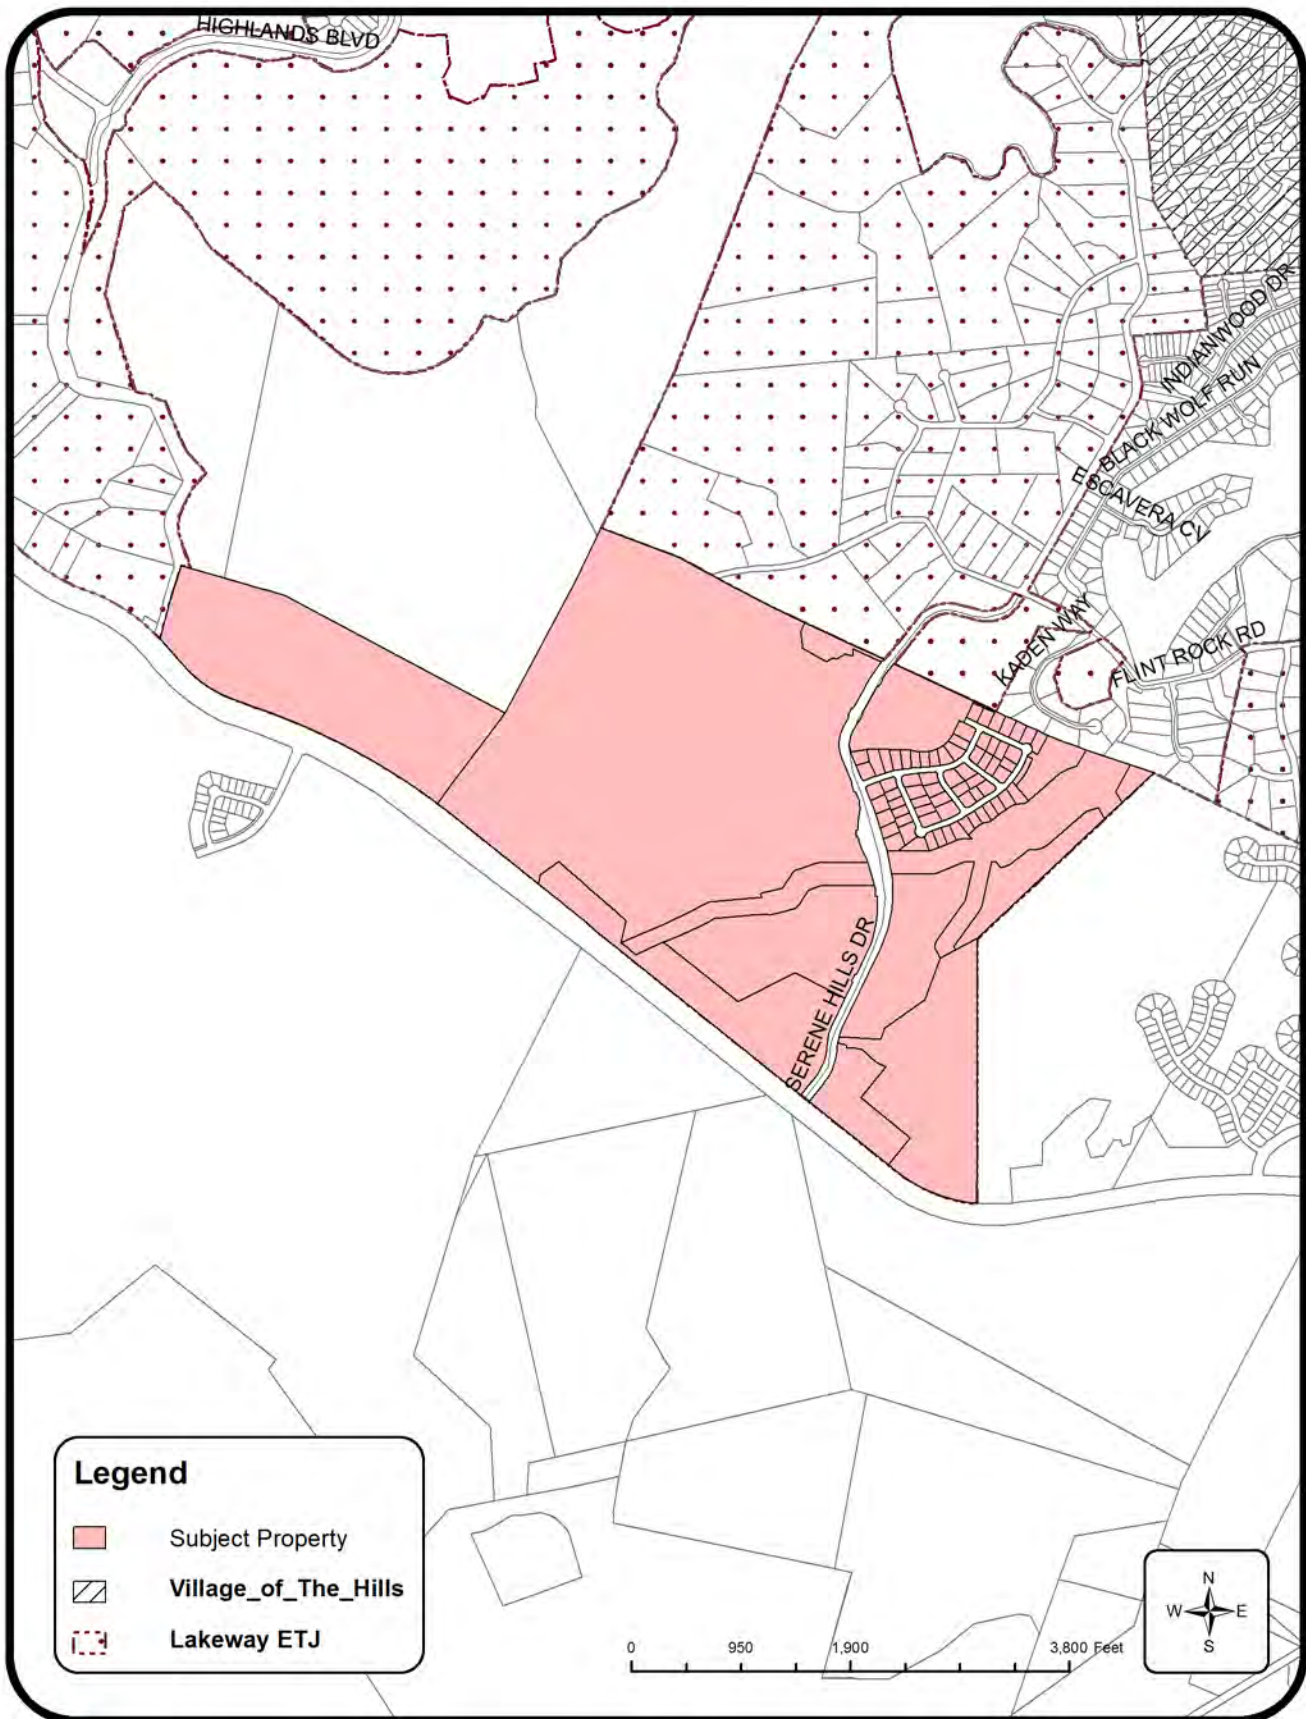 HIGHLANDS BLVD
INDIANWOOD DR
BLACK WOLF RUN
ESCAVERA CV
KADEN WAY
FLINT ROCK RD
SERENE HILLS DR
Legend
Subject Property
Village_of_The_Hills
Lakeway ETJ
0 950 1,900 3,800 Feet
N
W E
S